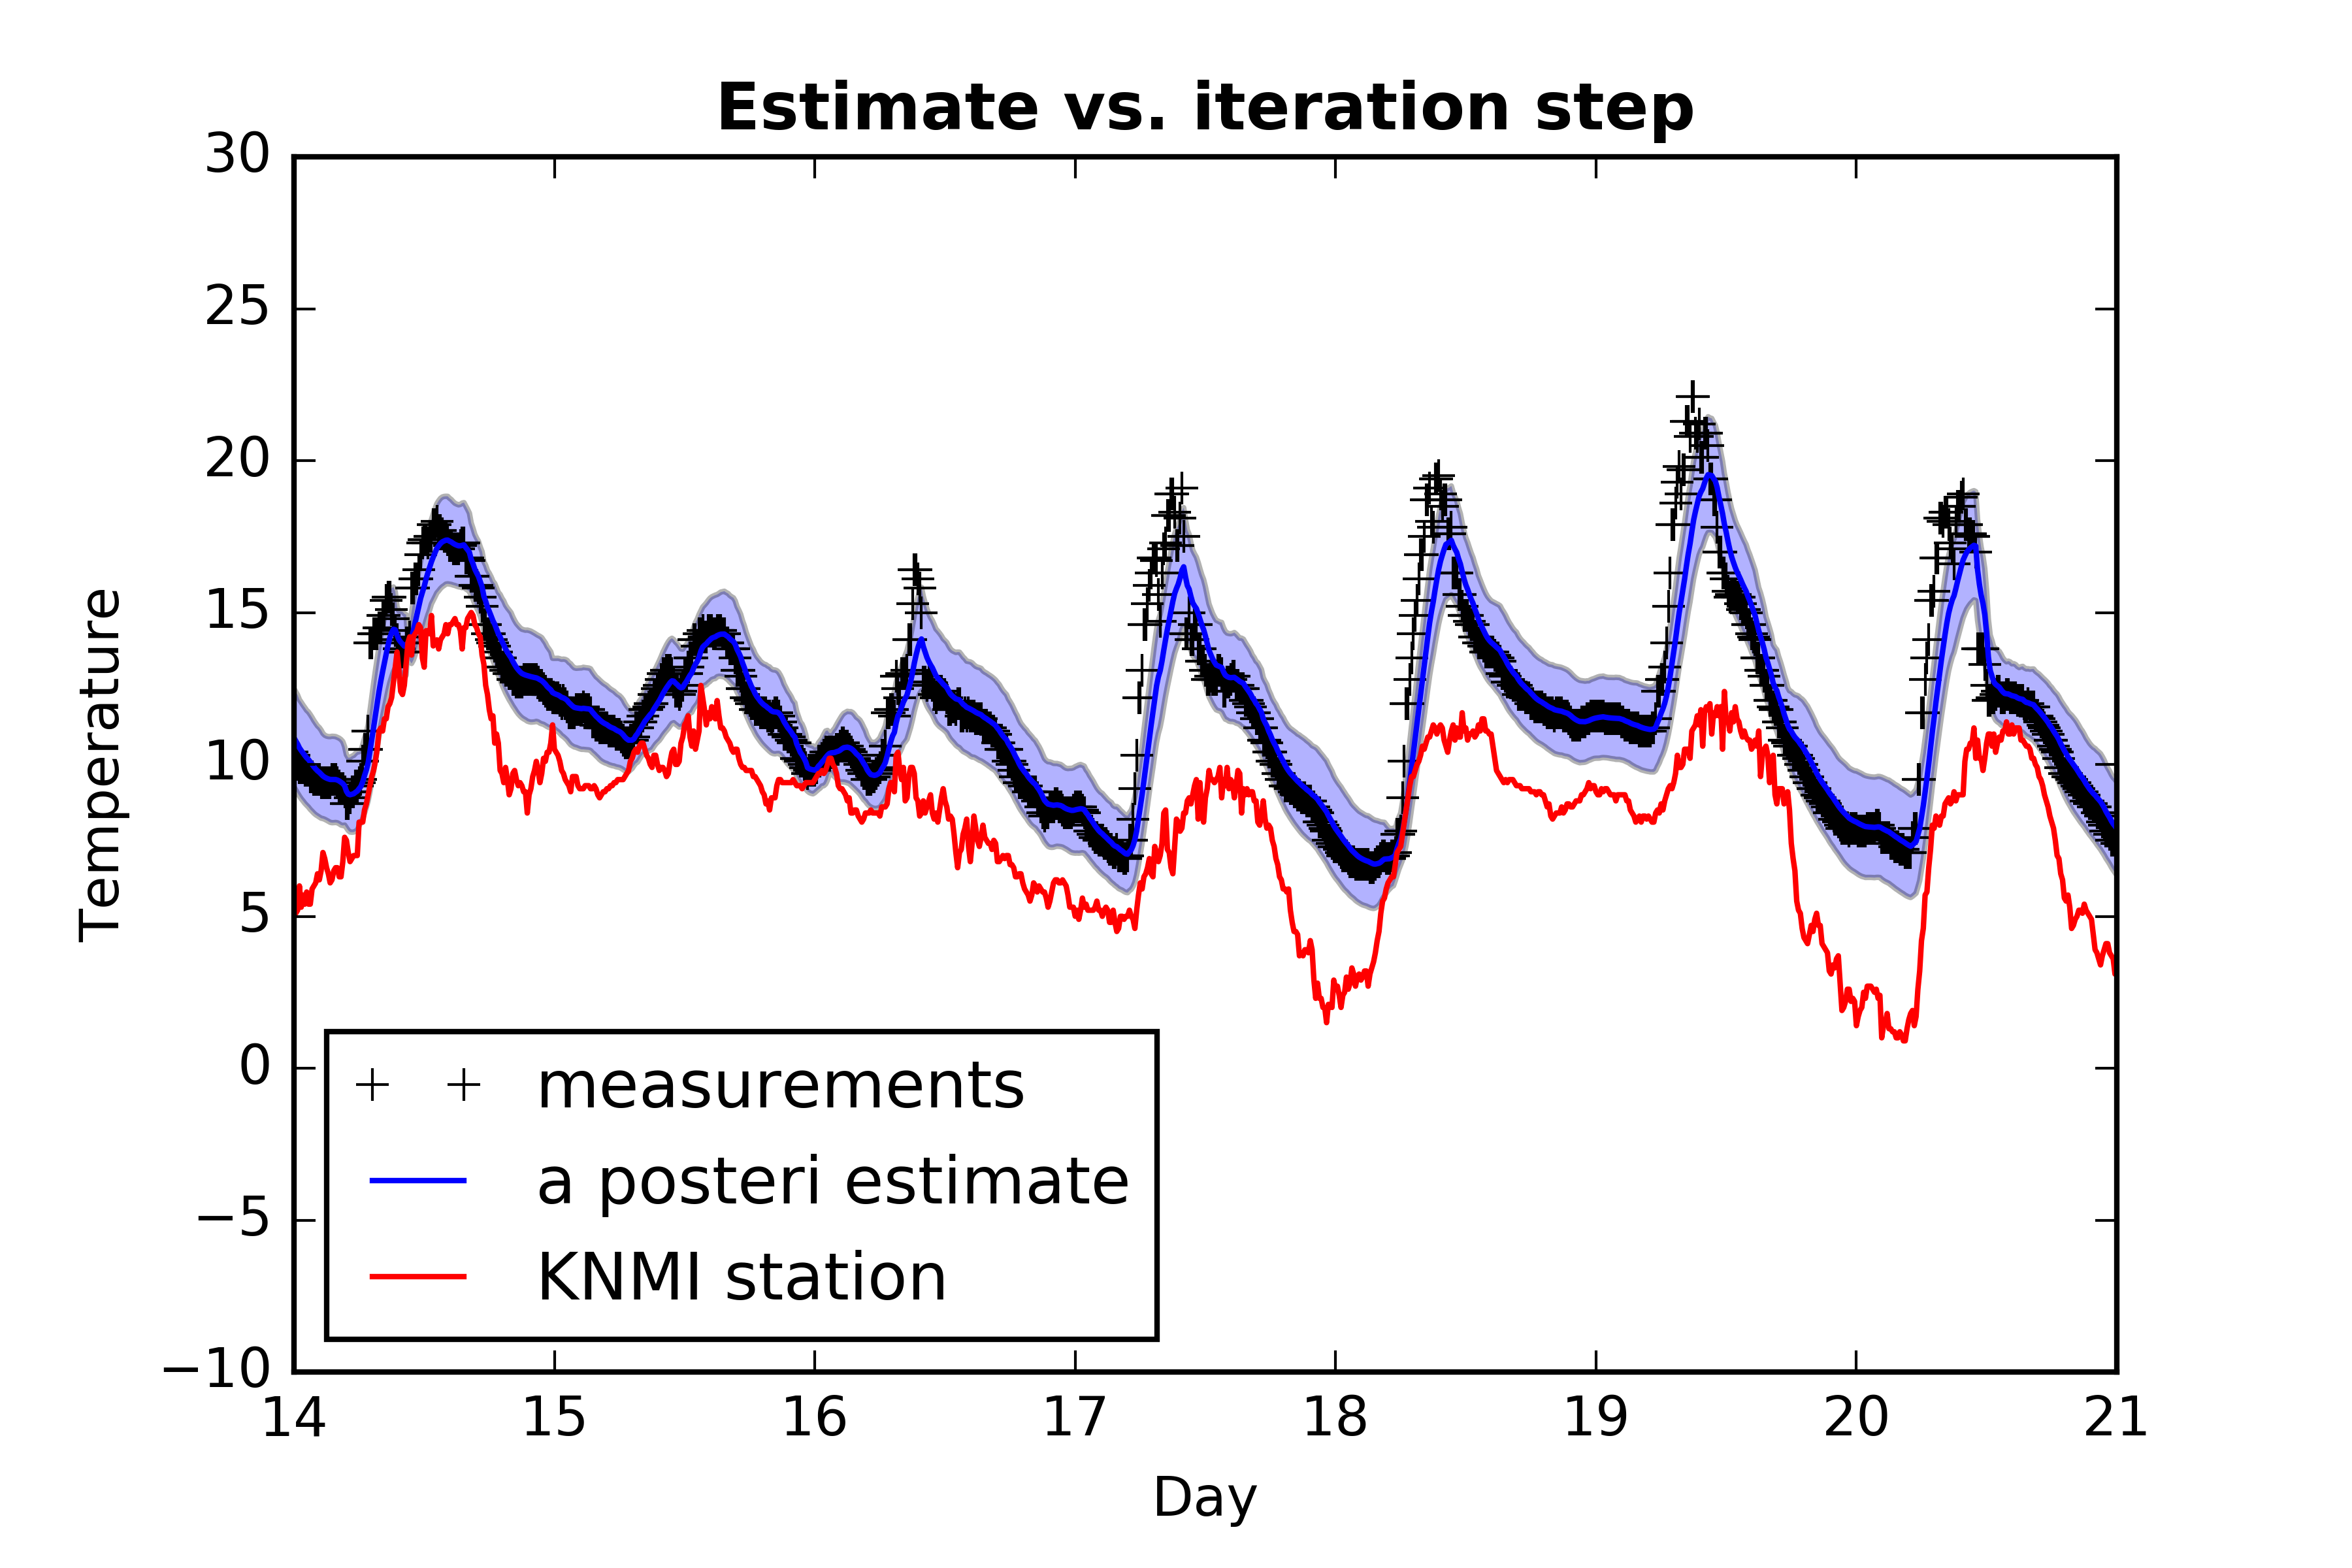 Estimate vs. iteration step
30
25
20
15
10
5
0
−5
−10
Temperature
measurements
a posteri estimate
KNMI station
14 15 16 17 18 19 20 21
Day